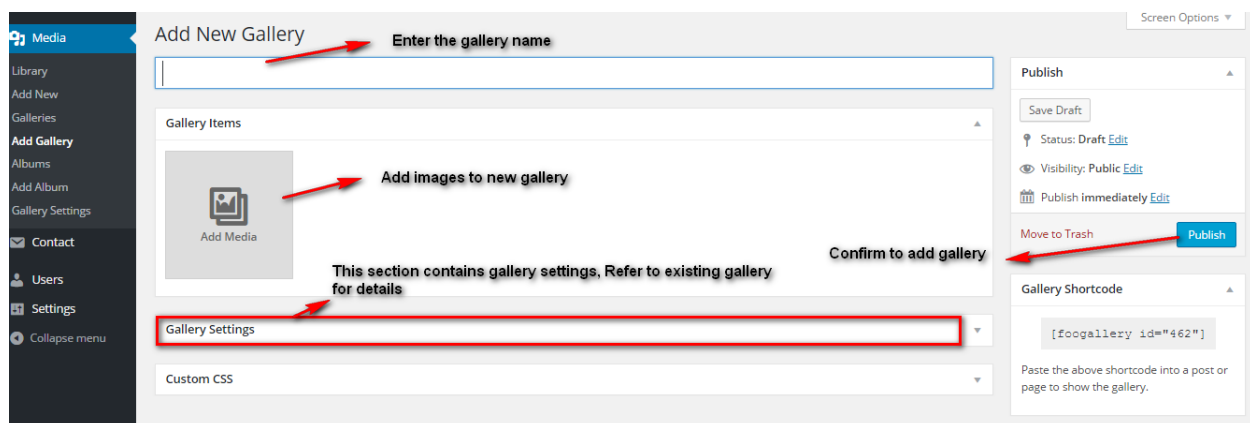 Screen Options
Media
Library
Add New
Galleries
Add Gallery
Albums
Add Album
Gallery Settings
Contact
Users
Settings
Collapse menu
Add New Gallery
Enter the gallery name
Gallery Items
Add Media
Add images to new gallery
This section contains gallery settings, Refer to existing gallery
for details
Gallery Settings
Custom CSS
Publish
Save Draft
Status: Draft Edit
Visibility: Public Edit
Publish immediately Edit
Move to Trash
Publish
Confirm to add gallery
Gallery Shortcode
[foogallery id="462"]
Paste the above shortcode into a post or
page to show the gallery.